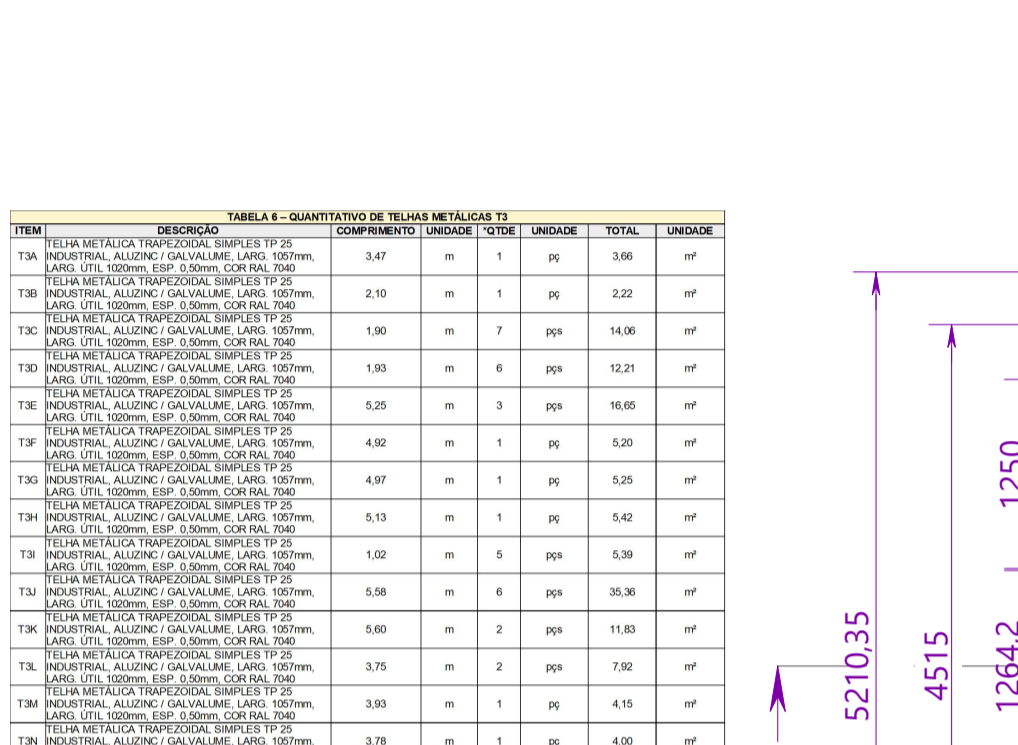 TABELA 6 – QUANTITATIVO DE TELHAS METÁLICAS T3
ITEM DESCRIÇÃO COMPRIMENTO UNIDADE *QTDE UNIDADE TOTAL UNIDADE
TELHA METÁLICA TRAPEZOIDAL SIMPLES TP 25
T3A INDUSTRIAL, ALUZINC / GALVALUME, LARG. 1057mm, 3,47 m 1 pç 3,66 m²
LARG. ÚTIL 1020mm, ESP. 0,50mm, COR RAL 7040
TELHA METÁLICA TRAPEZOIDAL SIMPLES TP 25
T3B INDUSTRIAL, ALUZINC / GALVALUME, LARG. 1057mm, 2,10 m 1 pç 2,22 m²
LARG. ÚTIL 1020mm, ESP. 0,50mm, COR RAL 7040
TELHA METÁLICA TRAPEZOIDAL SIMPLES TP 25
T3C INDUSTRIAL, ALUZINC / GALVALUME, LARG. 1057mm, 1,90 m 7 pçs 14,06 m²
LARG. ÚTIL 1020mm, ESP. 0,50mm, COR RAL 7040
TELHA METÁLICA TRAPEZOIDAL SIMPLES TP 25
T3D INDUSTRIAL, ALUZINC / GALVALUME, LARG. 1057mm, 1,93 m 6 pçs 12,21 m²
LARG. ÚTIL 1020mm, ESP. 0,50mm, COR RAL 7040
TELHA METÁLICA TRAPEZOIDAL SIMPLES TP 25
T3E INDUSTRIAL, ALUZINC / GALVALUME, LARG. 1057mm, 5,25 m 3 pçs 16,65 m²
LARG. ÚTIL 1020mm, ESP. 0,50mm, COR RAL 7040
TELHA METÁLICA TRAPEZOIDAL SIMPLES TP 25
T3F INDUSTRIAL, ALUZINC / GALVALUME, LARG. 1057mm, 4,92 m 1 pç 5,20 m²
LARG. ÚTIL 1020mm, ESP. 0,50mm, COR RAL 7040
TELHA METÁLICA TRAPEZOIDAL SIMPLES TP 25
T3G INDUSTRIAL, ALUZINC / GALVALUME, LARG. 1057mm, 4,97 m 1 pç 5,25 m²
LARG. ÚTIL 1020mm, ESP. 0,50mm, COR RAL 7040
TELHA METÁLICA TRAPEZOIDAL SIMPLES TP 25
T3H INDUSTRIAL, ALUZINC / GALVALUME, LARG. 1057mm, 5,13 m 1 pç 5,42 m²
LARG. ÚTIL 1020mm, ESP. 0,50mm, COR RAL 7040
TELHA METÁLICA TRAPEZOIDAL SIMPLES TP 25
T3I INDUSTRIAL, ALUZINC / GALVALUME, LARG. 1057mm, 1,02 m 5 pçs 5,39 m²
LARG. ÚTIL 1020mm, ESP. 0,50mm, COR RAL 7040
TELHA METÁLICA TRAPEZOIDAL SIMPLES TP 25
T3J INDUSTRIAL, ALUZINC / GALVALUME, LARG. 1057mm, 5,58 m 6 pçs 35,36 m²
LARG. ÚTIL 1020mm, ESP. 0,50mm, COR RAL 7040
TELHA METÁLICA TRAPEZOIDAL SIMPLES TP 25
T3K INDUSTRIAL, ALUZINC / GALVALUME, LARG. 1057mm, 5,60 m 2 pçs 11,83 m²
LARG. ÚTIL 1020mm, ESP. 0,50mm, COR RAL 7040
TELHA METÁLICA TRAPEZOIDAL SIMPLES TP 25
T3L INDUSTRIAL, ALUZINC / GALVALUME, LARG. 1057mm, 3,75 m 2 pçs 7,92 m²
LARG. ÚTIL 1020mm, ESP. 0,50mm, COR RAL 7040
TELHA METÁLICA TRAPEZOIDAL SIMPLES TP 25
T3M INDUSTRIAL, ALUZINC / GALVALUME, LARG. 1057mm, 3,93 m 1 pç 4,15 m²
LARG. ÚTIL 1020mm, ESP. 0,50mm, COR RAL 7040
TELHA METÁLICA TRAPEZOIDAL SIMPLES TP 25
T3N INDUSTRIAL, ALUZINC / GALVALUME, LARG. 1057mm, 3,78 m 1 pç 4,00 m²
5210,35
4515
1250
1264,2